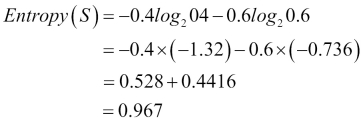 Entropy(S) = −0.4log₂04 − 0.6log₂0.6
= −0.4×(−1.32) − 0.6×(−0.736)
= 0.528 + 0.4416
= 0.967